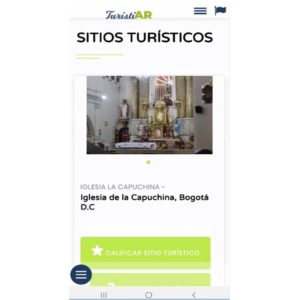 TuristiAR
SITIOS TURÍSTICOS
IGLESIA LA CAPUCHINA –
Iglesia de la Capuchina, Bogotá
D.C
CALIFICAR SITIO TURÍSTICO